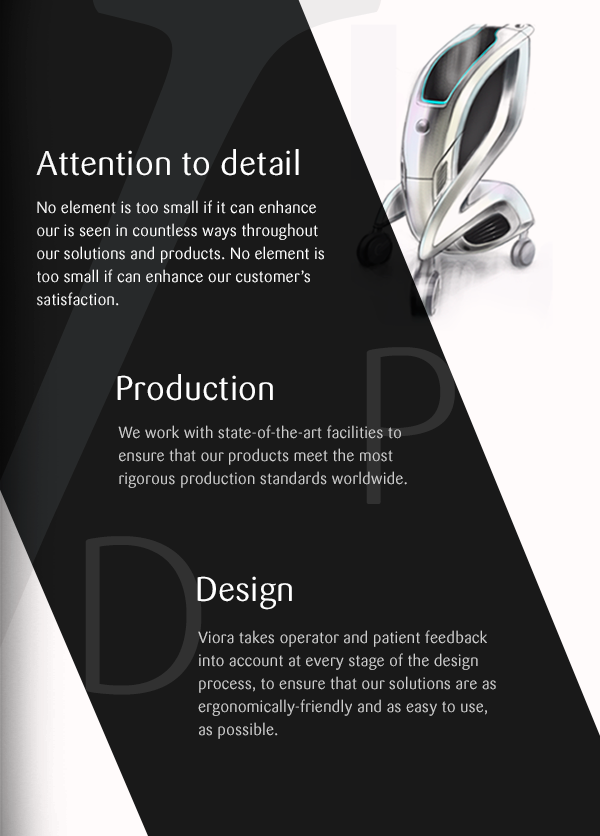 Attention to detail
No element is too small if it can enhance
our is seen in countless ways throughout
our solutions and products. No element is
too small if can enhance our customer’s
satisfaction.
P
Production
We work with state-of-the-art facilities to
ensure that our products meet the most
rigorous production standards worldwide.
D
Design
Viora takes operator and patient feedback
into account at every stage of the design
process, to ensure that our solutions are as
ergonomically-friendly and as easy to use,
as possible.